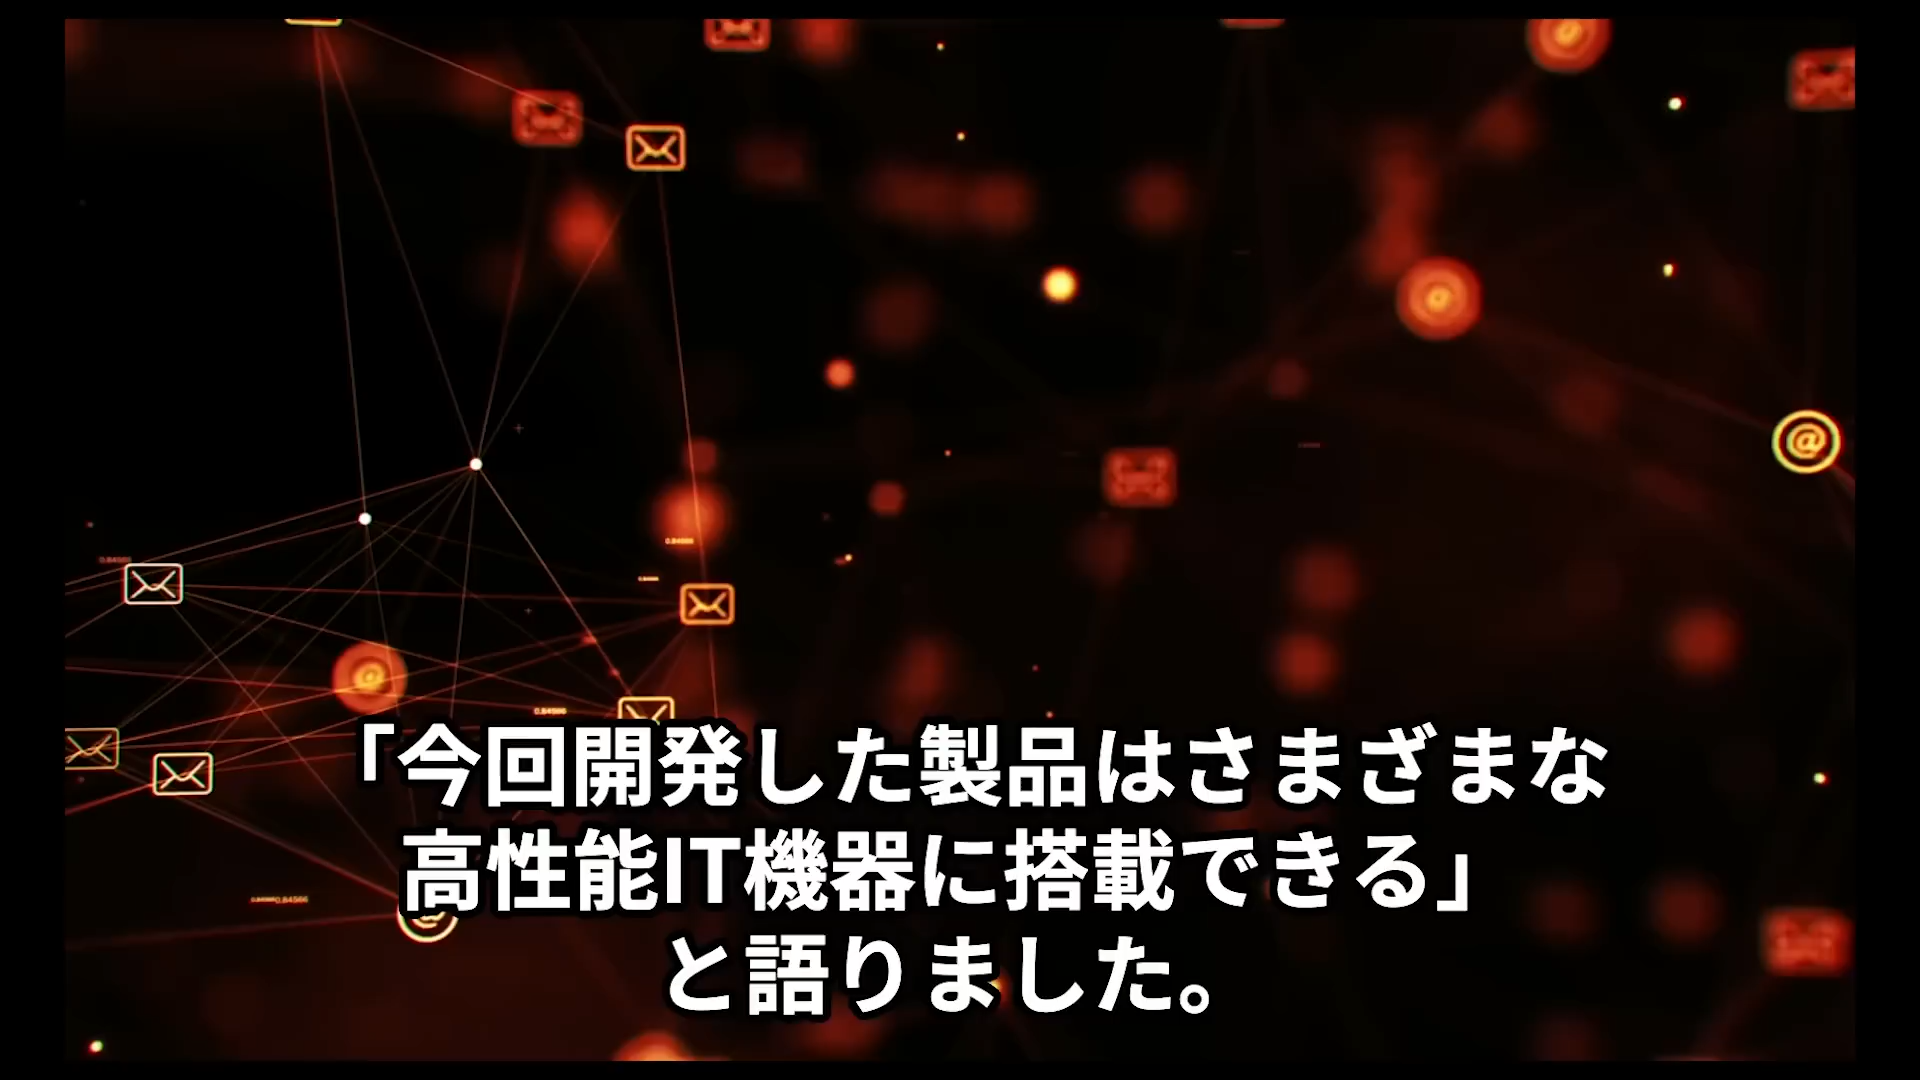 「今回開発した製品はさまざまな
高性能IT機器に搭載できる」
と語りました。